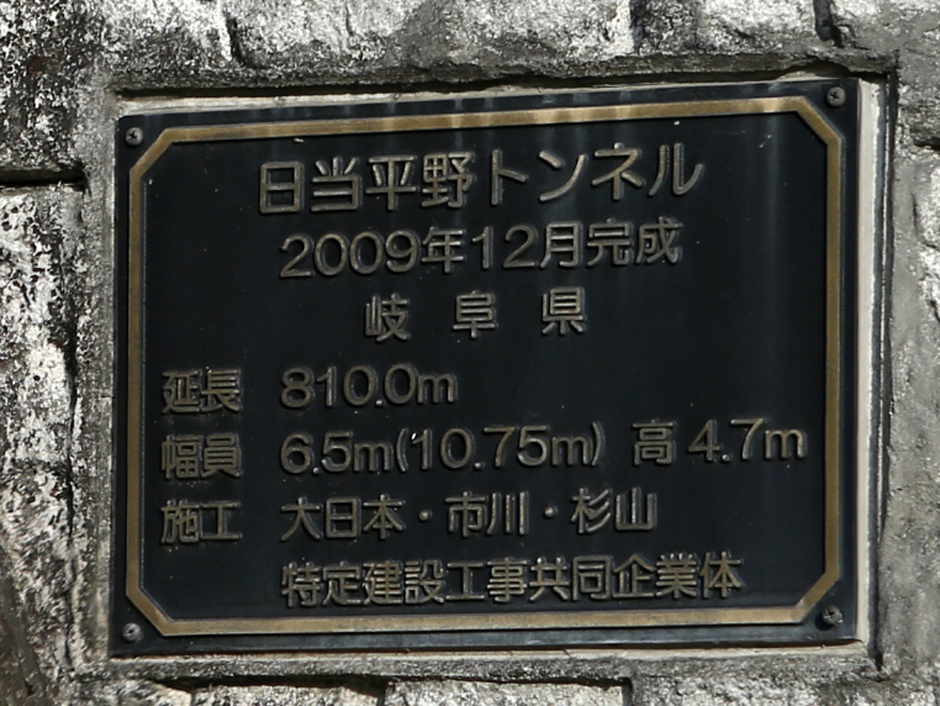 日当平野トンネル
2009年12月完成
岐阜県
延長 810.0m
幅員 6.5m(10.75m) 高 4.7m
施工 大日本・市川・杉山
特定建設工事共同企業体